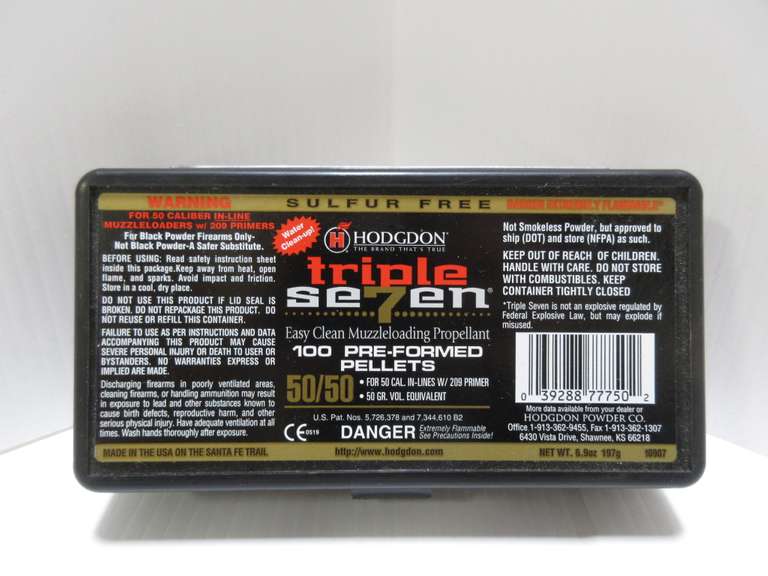 WARNING
FOR 50 CALIBER IN-LINE
MUZZLELOADERS w/ 209 PRIMERS
For Black Powder Firearms Only-
Not Black Powder-A Safer Substitute.
BEFORE USING: Read safety instruction sheet
inside this package. Keep away from heat, open
flame, and sparks. Avoid impact and friction.
Store in a cool, dry place.
DO NOT USE THIS PRODUCT IF LID SEAL IS
BROKEN. DO NOT REPACKAGE THIS PRODUCT. DO
NOT REUSE OR REFILL THIS CONTAINER.
FAILURE TO USE AS PER INSTRUCTIONS AND DATA
ACCOMPANYING THIS PRODUCT MAY CAUSE
SEVERE PERSONAL INJURY OR DEATH TO USER OR
BYSTANDERS. NO WARRANTIES EXPRESS OR
IMPLIED ARE MADE.
Discharging firearms in poorly ventilated areas,
cleaning firearms, or handling ammunition may result
in exposure to lead and other substances known to
cause birth defects, reproductive harm, and other
serious physical injury. Have adequate ventilation at all
times. Wash hands thoroughly after exposure.
MADE IN THE USA ON THE SANTA FE TRAIL
SULFUR FREE
Water
Clean-up!
H HODGDON®
THE BRAND THAT'S TRUE
triple
se7en®
Easy Clean Muzzleloading Propellant
100 PRE-FORMED
PELLETS
50/50
• FOR 50 CAL. IN-LINES W/ 209 PRIMER
• 50 GR. VOL. EQUIVALENT
U.S. Pat. Nos. 5,726,378 and 7,344,610 B2
CE 0519
DANGER Extremely Flammable
See Precautions Inside!
http://www.hodgdon.com
DANGER EXTREMELY FLAMMABLE*
Not Smokeless Powder, but approved to
ship (DOT) and store (NFPA) as such.
KEEP OUT OF REACH OF CHILDREN.
HANDLE WITH CARE. DO NOT STORE
WITH COMBUSTIBLES. KEEP
CONTAINER TIGHTLY CLOSED
*Triple Seven is not an explosive regulated by
Federal Explosive Law, but may explode if
misused.
0 39288 77750 2
More data available from your dealer or
HODGDON POWDER CO.
Office 1-913-362-9455, Fax 1-913-362-1307
6430 Vista Drive, Shawnee, KS 66218
NET WT. 6.9oz 197g